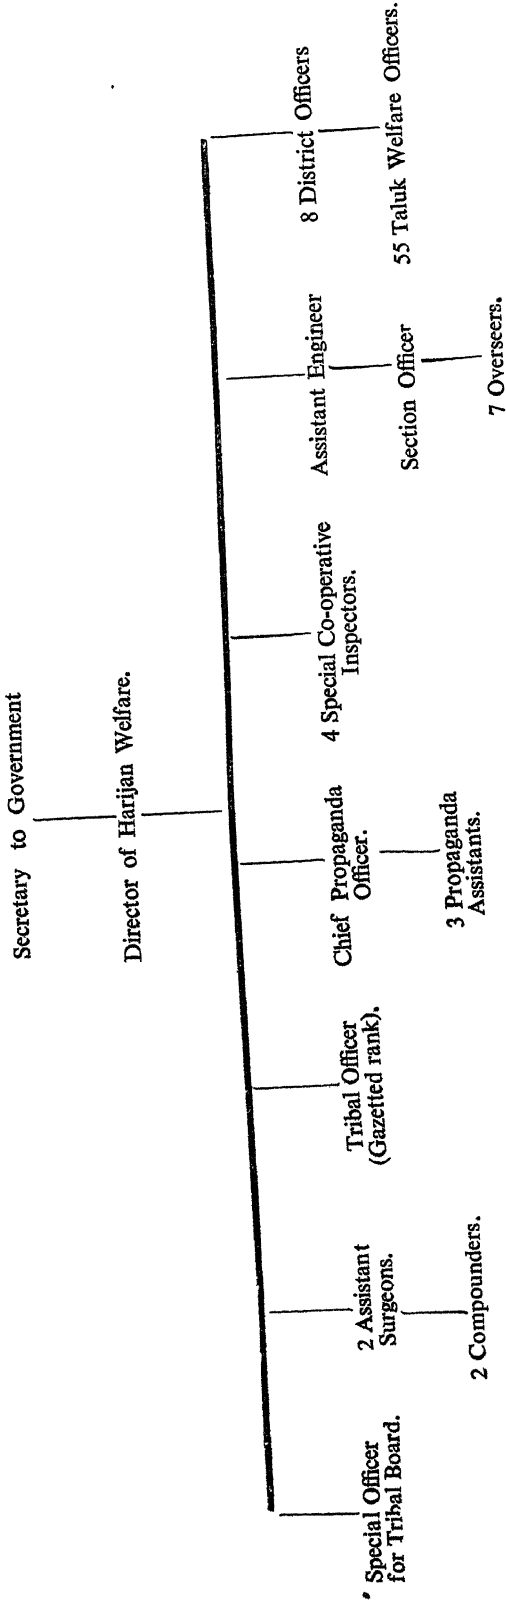 Secretary to Government
Director of Harijan Welfare.
Special Officer
for Tribal Board.
2 Assistant
Surgeons.
2 Compounders.
Tribal Officer
(Gazetted rank).
Chief Propaganda
Officer.
3 Propaganda
Assistants.
4 Special Co-operative
Inspectors.
Assistant Engineer
Section Officer
7 Overseers.
8 District Officers
55 Taluk Welfare Officers.